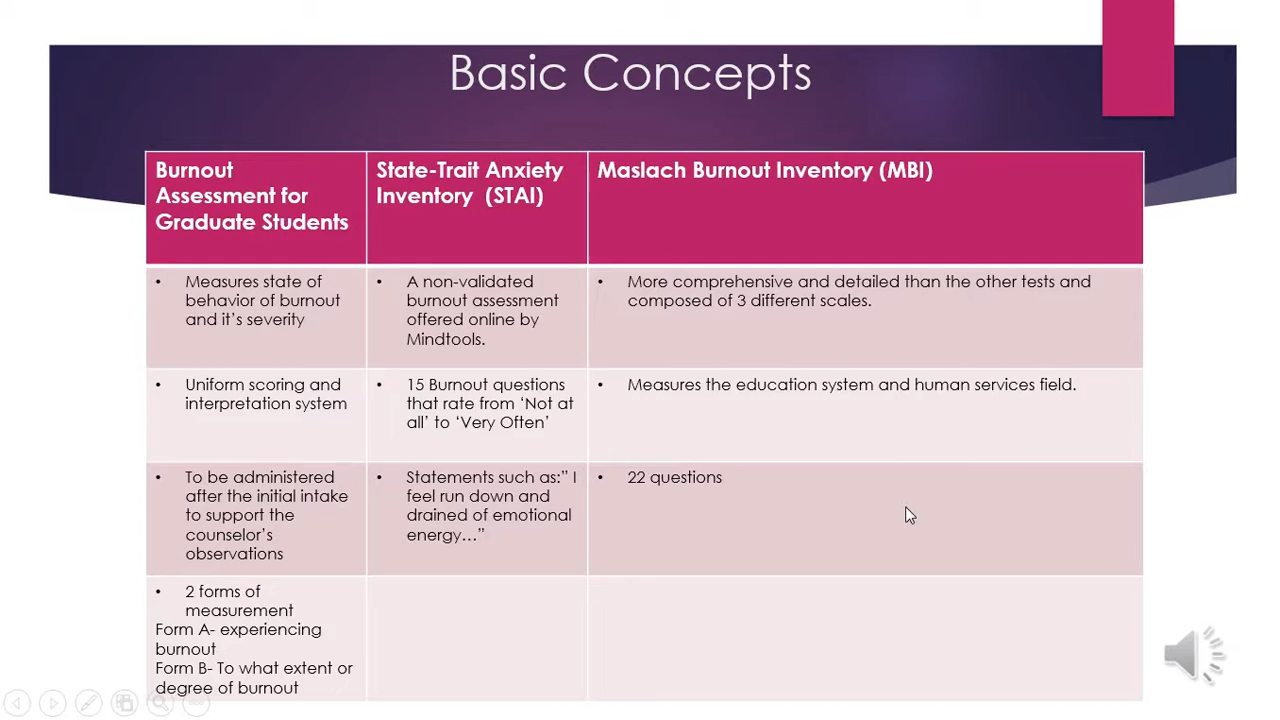 Basic Concepts
Burnout
Assessment for
Graduate Students
State-Trait Anxiety
Inventory (STAI)
Maslach Burnout Inventory (MBI)
• Measures state of
behavior of burnout
and it's severity
• A non-validated
burnout assessment
offered online by
Mindtools.
• More comprehensive and detailed than the other tests and
composed of 3 different scales.
• Uniform scoring and
interpretation system
• 15 Burnout questions
that rate from ‘Not at
all’ to ‘Very Often’
• Measures the education system and human services field.
• To be administered
after the initial intake
to support the
counselor’s
observations
• Statements such as:” I
feel run down and
drained of emotional
energy…”
• 22 questions
• 2 forms of
measurement
Form A- experiencing
burnout
Form B- To what extent or
degree of burnout